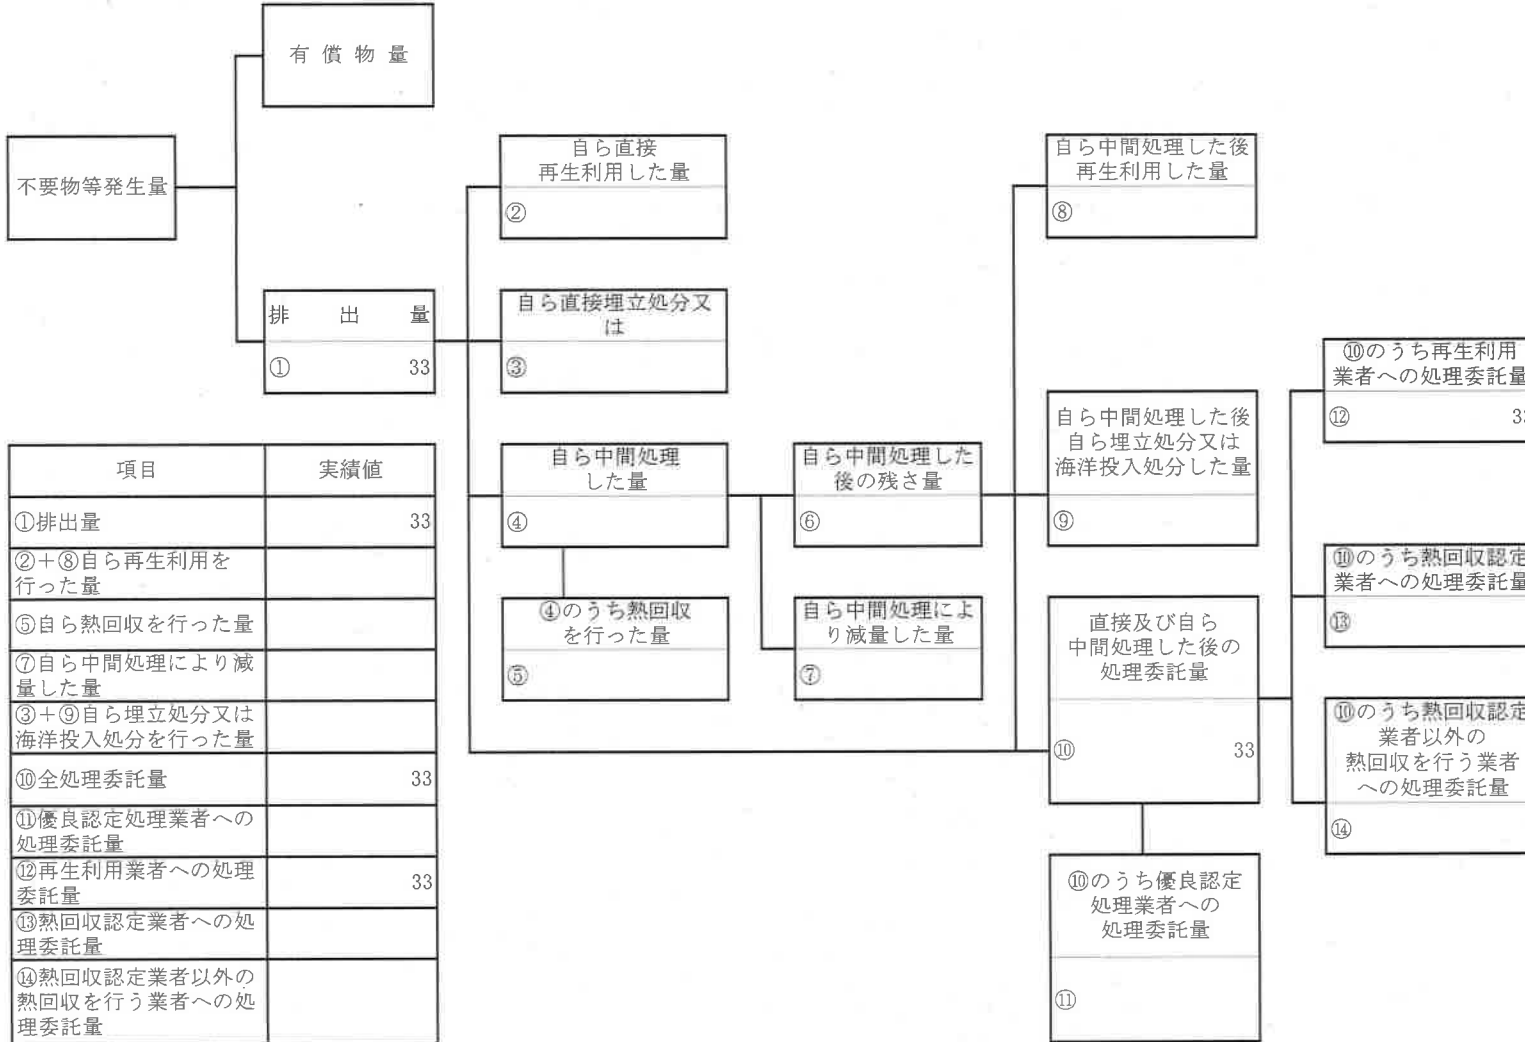 有償物量
不要物等発生量
排出量
① 33
自ら直接
再生利用した量
②
自ら直接埋立処分又
は
③
自ら中間処理
した量
④
④のうち熱回収
を行った量
⑤
自ら中間処理した
後の残さ量
⑥
自ら中間処理によ
り減量した量
⑦
自ら中間処理した後
再生利用した量
⑧
自ら中間処理した後
自ら埋立処分又は
海洋投入処分した量
⑨
直接及び自ら
中間処理した後の
処理委託量
⑩ 33
⑩のうち優良認定
処理業者への
処理委託量
⑪
⑩のうち再生利用
業者への処理委託量
⑫ 33
⑩のうち熱回収認定
業者への処理委託量
⑬
⑩のうち熱回収認定
業者以外の
熱回収を行う業者
への処理委託量
⑭
項目 実績値
①排出量 33
②+⑧自ら再生利用を
行った量
⑤自ら熱回収を行った量
⑦自ら中間処理により減
量した量
③+⑨自ら埋立処分又は
海洋投入処分を行った量
⑩全処理委託量 33
⑪優良認定処理業者への
処理委託量
⑫再生利用業者への処理
委託量 33
⑬熱回収認定業者への処
理委託量
⑭熱回収認定業者以外の
熱回収を行う業者への処
理委託量